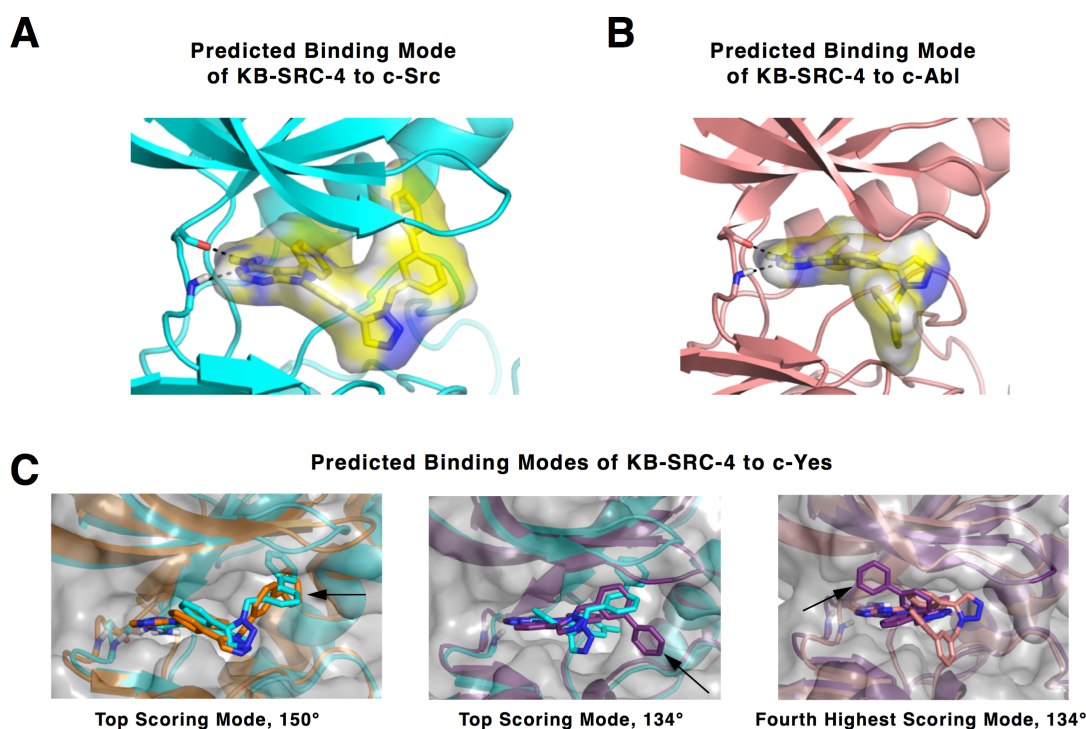 A
Predicted Binding Mode
of KB-SRC-4 to c-Src
B
Predicted Binding Mode
of KB-SRC-4 to c-Abl
C
Predicted Binding Modes of KB-SRC-4 to c-Yes
Top Scoring Mode, 150°
Top Scoring Mode, 134°
Fourth Highest Scoring Mode, 134°